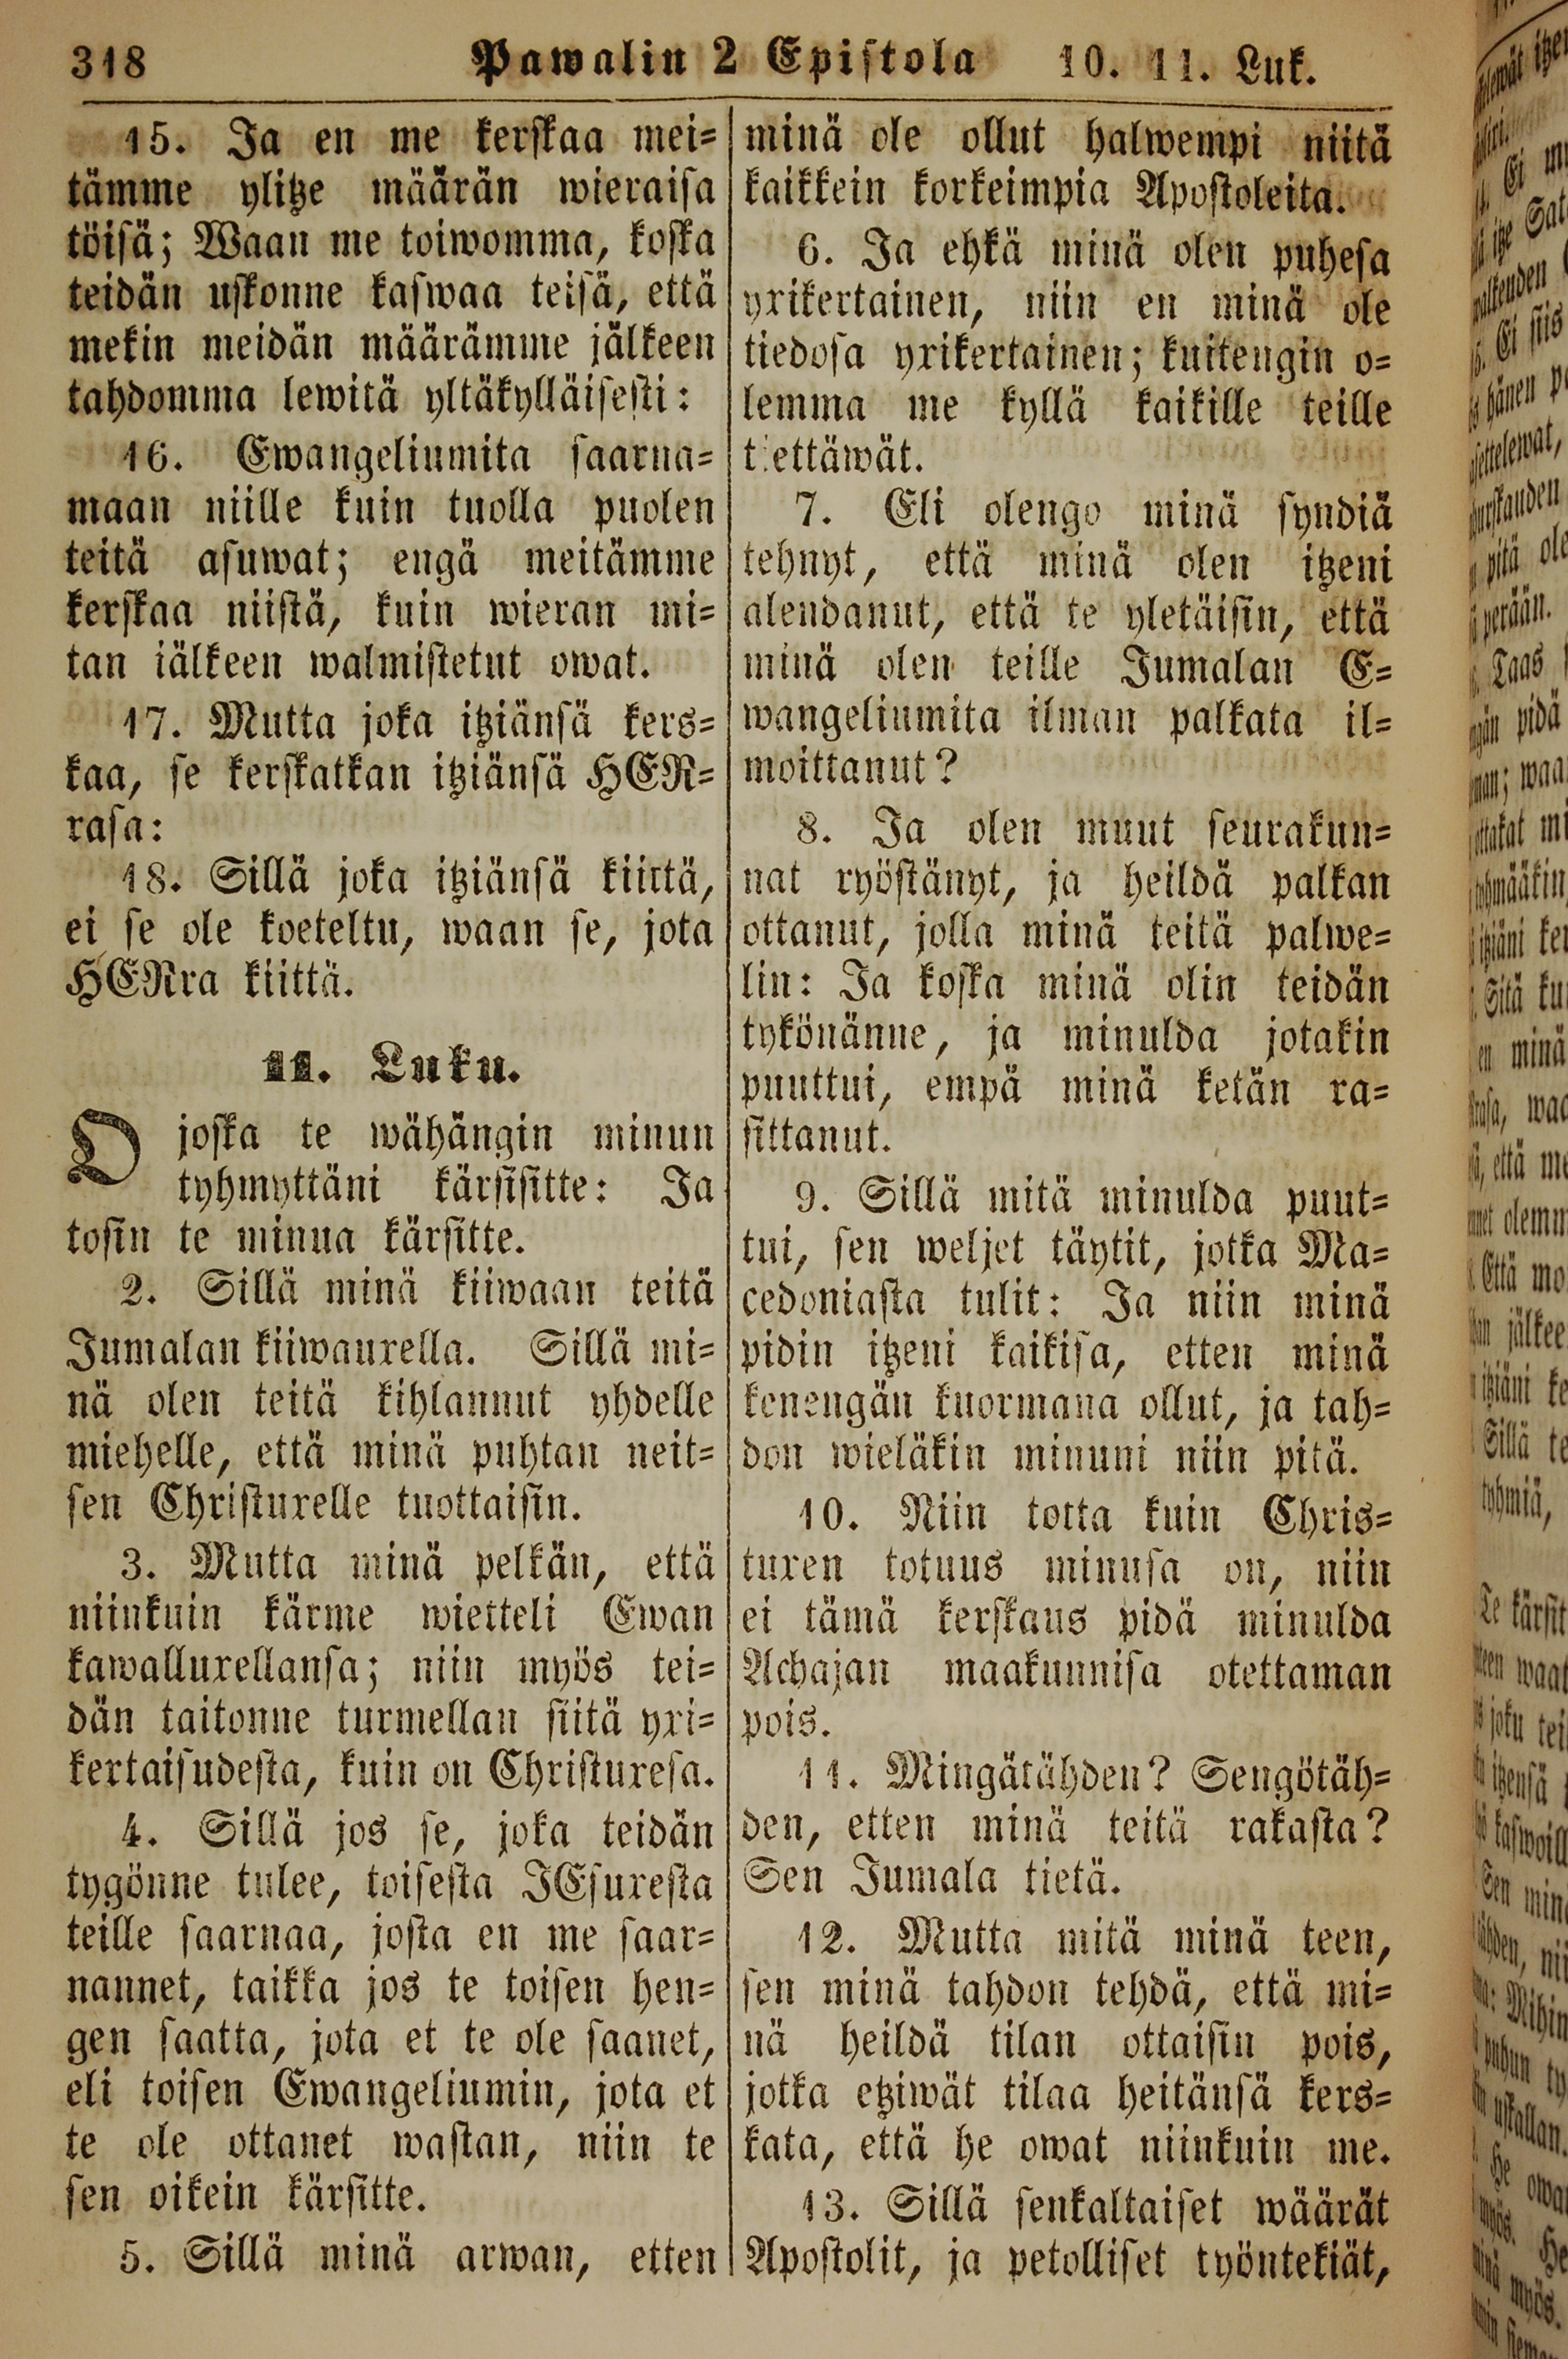 318 Pawalin 2 Epistola 10. 11. Luk.
15. Ja en me kerskaa mei=
tämme ylitze määrän wieraisa
töisä; Waan me toiwomma, koska
teidän uskonne kaswaa teisä, että
mekin meidän määrämme jälkeen
tahdomma lewitä yltäkylläisesti:
16. Ewangeliumita saarna=
maan niille kuin tuolla puolen
teitä asuwat; engä meitämme
kerskaa niistä, kuin wieran mi=
tan jälkeen walmistetut owat.
17. Mutta joka itziänsä kers=
kaa, se kerskatkan itziänsä HER=
rasa:
18. Sillä joka itziänsä kiittä,
ei se ole koeteltu, waan se, jota
HERra kiittä.
11. Luku.
O joska te wähängin minun
tyhmyttäni kärsisitte: Ja
tosin te minua kärsitte.
2. Sillä minä kiiwaan teitä
Jumalan kiiwauxella. Sillä mi=
nä olen teitä kihlannut yhdelle
miehelle, että minä puhtan neit=
sen Christuxelle tuottaisin.
3. Mutta minä pelkän, että
niinkuin kärme wietteli Ewan
kawalluxellansa; niin myös tei=
dän taitonne turmellan siitä yxi=
kertaisudesta, kuin on Christuxesa.
4. Sillä jos se, joka teidän
tygönne tulee, toisesta JEsuxesta
teille saarnaa, josta en me saar=
nannet, taikka jos te toisen hen=
gen saatta, jota et te ole saanet,
eli toisen Ewangeliumin, jota et
te ole ottanet wastan, niin te
sen oikein kärsitte.
5. Sillä minä arwan, etten
minä ole ollut halwempi niitä
kaikkein korkeimpia Apostoleita.
6. Ja ehkä minä olen puhesa
yxikertainen, niin en minä ole
tiedosa yxikertainen; kuitengin o=
lemma me kyllä kaikille teille
tiettäwät.
7. Eli olengo minä syndiä
tehnyt, että minä olen itzeni
alendanut, että te yletäisin, että
minä olen teille Jumalan E=
wangeliumita ilman palkata il=
moittanut?
8. Ja olen muut seurakun=
nat ryöstänyt, ja heildä palkan
ottanut, jolla minä teitä palwe=
lin: Ja koska minä olin teidän
tykönänne, ja minulda jotakin
puuttui, empä minä ketän ra=
sittanut.
9. Sillä mitä minulda puut=
tui, sen weljet täytit, jotka Ma=
cedoniasta tulit: Ja niin minä
pidin itzeni kaikisa, etten minä
kenengän kuormana ollut, ja tah=
don wieläkin minuni niin pitä.
10. Niin totta kuin Chris=
tuxen totuus minusa on, niin
ei tämä kerskaus pidä minulda
Achajan maakunnisa otettaman
pois.
11. Mingätähden? Sengötäh=
den, etten minä teitä rakasta?
Sen Jumala tietä.
12. Mutta mitä minä teen,
sen minä tahdon tehdä, että mi=
nä heildä tilan ottaisin pois,
jotka etziwät tilaa heitänsä kers=
kata, että he owat niinkuin me.
13. Sillä senkaltaiset wäärät
Apostolit, ja petolliset työntekiät,